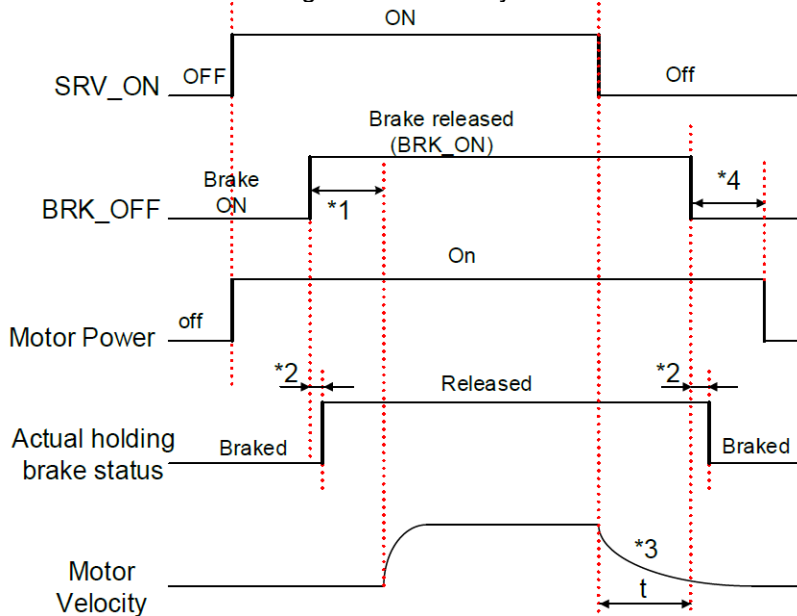 ON
SRV_ON
OFF
Off
Brake released
(BRK_ON)
Brake
ON
BRK_OFF
*1
*4
On
off
Motor Power
*2
Released
*2
Actual holding
brake status
Braked
Braked
*3
Motor
Velocity
t